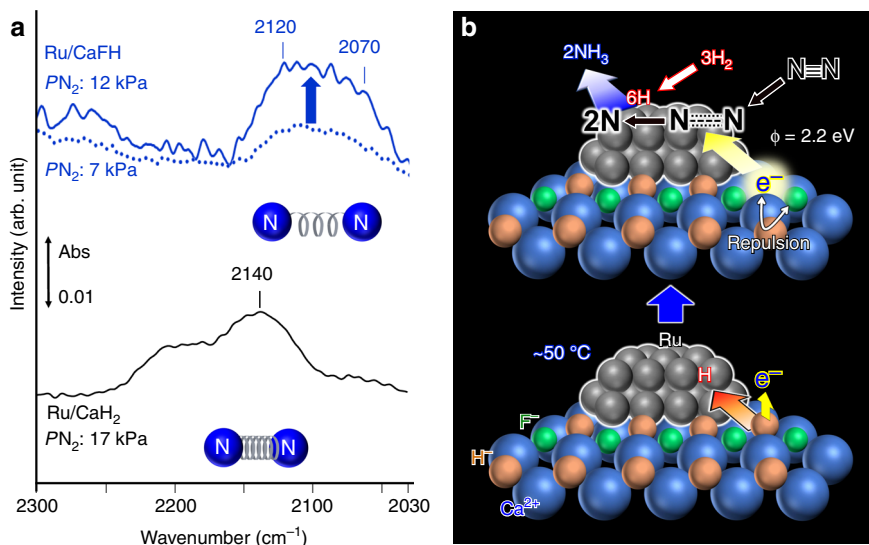 a
2120
2070
Ru/CaFH
PN₂: 12 kPa
PN₂: 7 kPa
N N
Abs
0.01
2140
Ru/CaH₂
PN₂: 17 kPa
N N
Intensity (arb. unit)
2300
2200
2100
2030
Wavenumber (cm⁻¹)
b
2NH₃
3H₂
6H
N≡N
2N
N N
ϕ = 2.2 eV
e⁻
Repulsion
~50 °C
Ru
H
e⁻
F⁻
H⁻
Ca²⁺